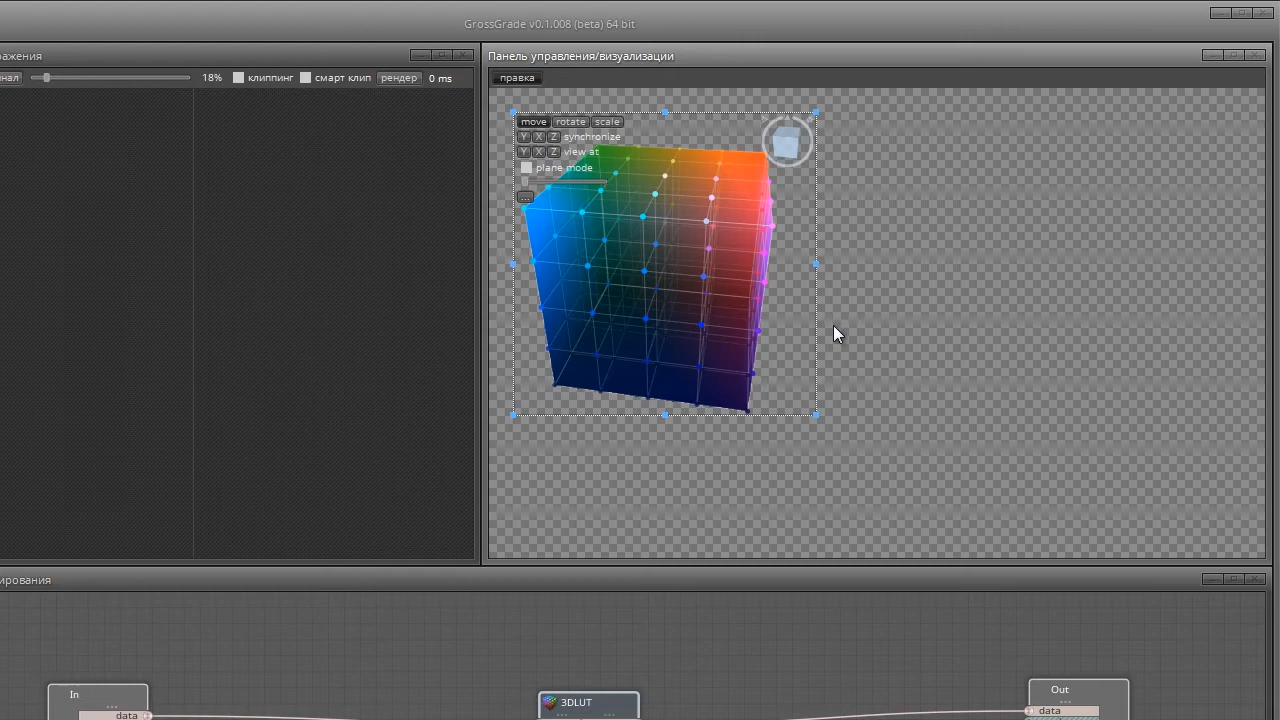 GrossGrade v0.1.008 (beta) 64 bit
ажения
Панель управления/визуализации
нал
18%
клиппинг
смарт клип
рендер
0 ms
правка
move
rotate
scale
Y X Z synchronize
Y X Z view at
plane mode
...
ирования
In
data
3DLUT
Out
data